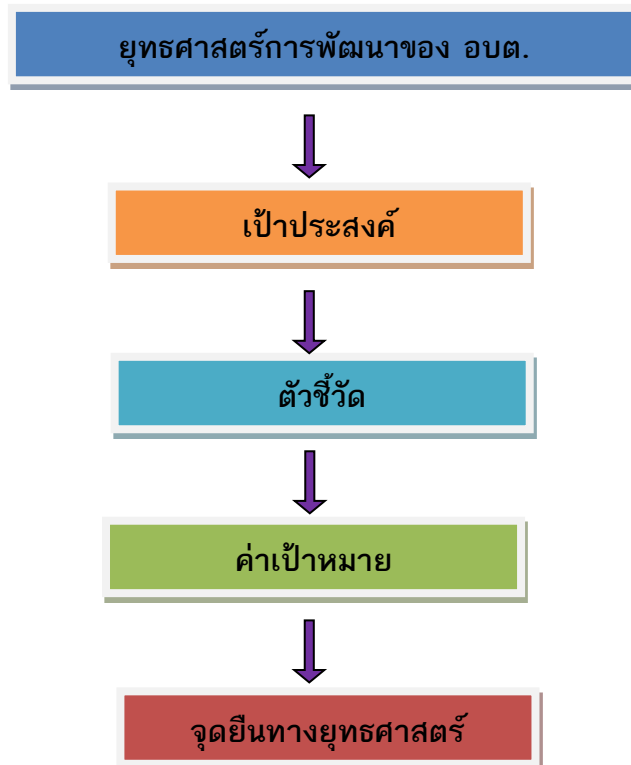 ยุทธศาสตร์การพัฒนาของ อบต.
เป้าประสงค์
ตัวชี้วัด
ค่าเป้าหมาย
จุดยืนทางยุทธศาสตร์